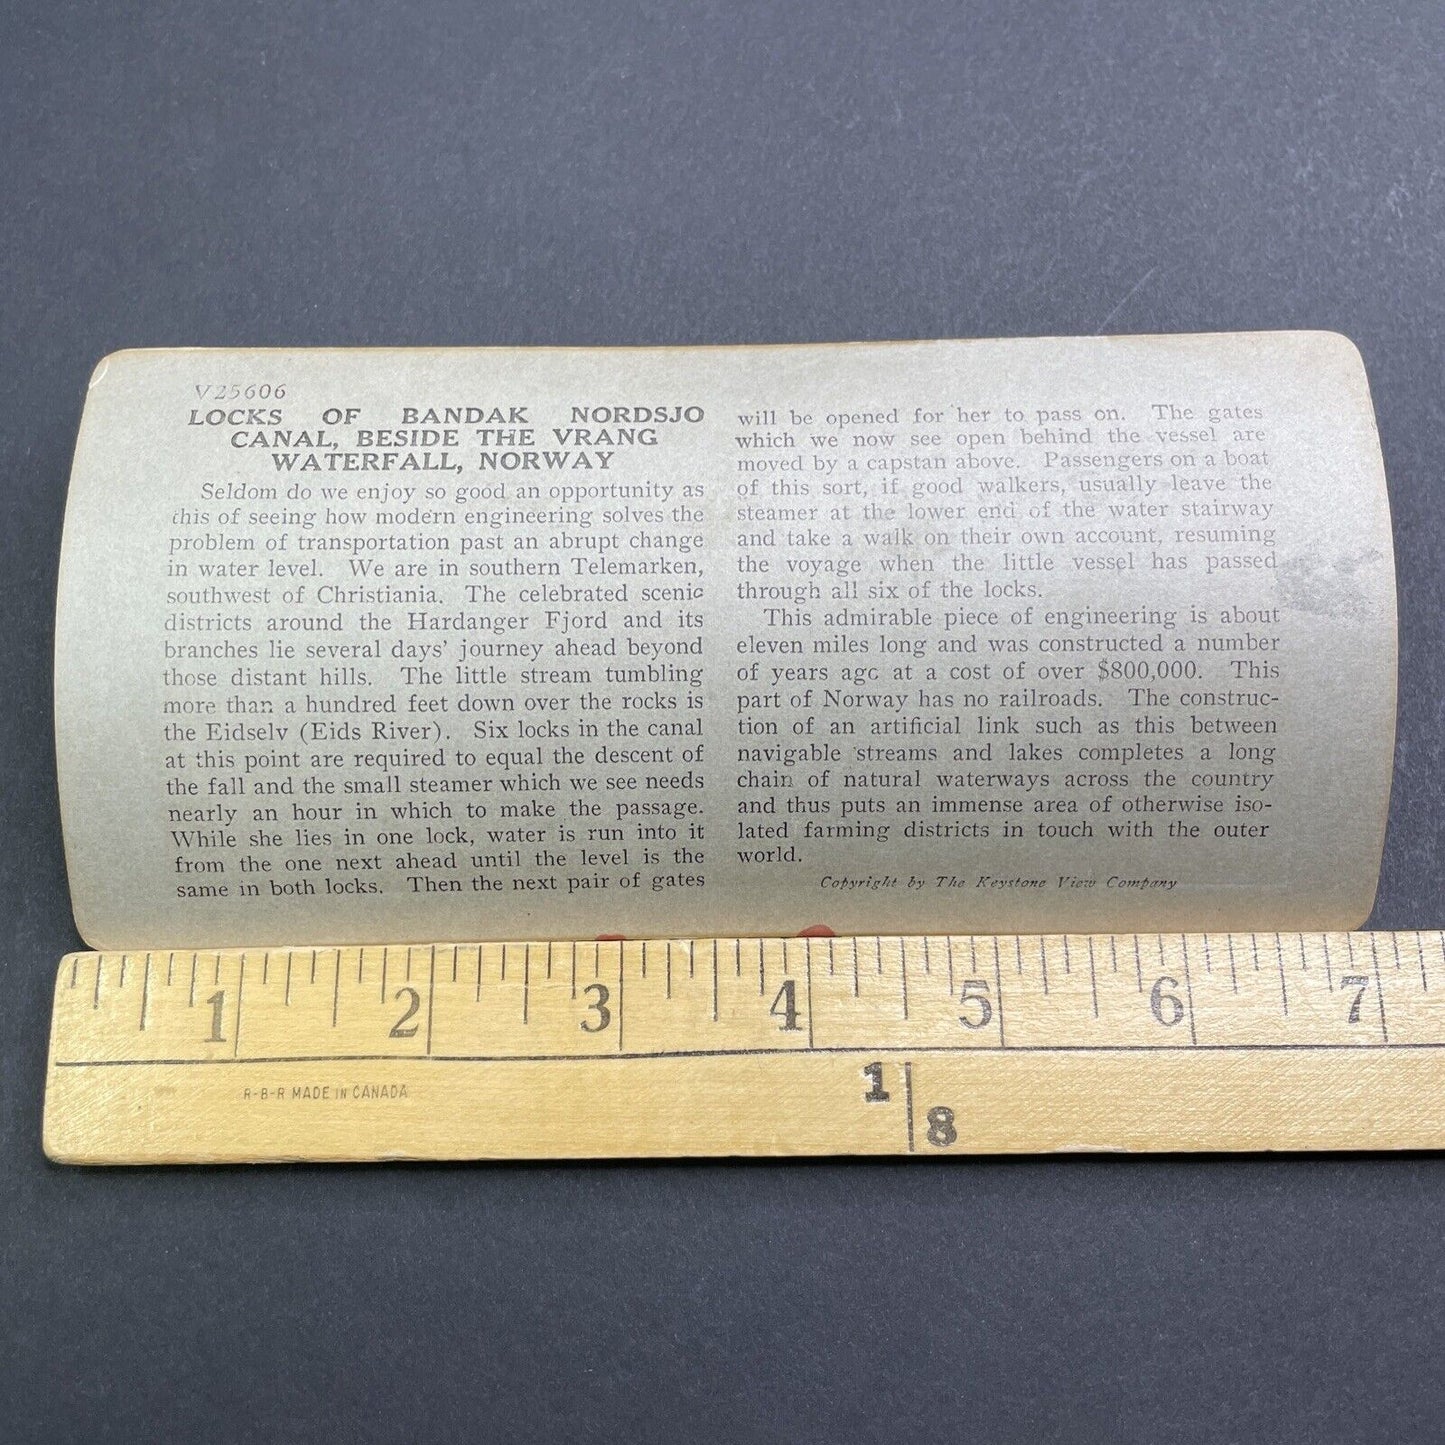 V25606
LOCKS OF BANDAK NORDSJO
CANAL, BESIDE THE VRANG
WATERFALL, NORWAY
Seldom do we enjoy so good an opportunity as
this of seeing how modern engineering solves the
problem of transportation past an abrupt change
in water level. We are in southern Telemarken,
southwest of Christiania. The celebrated scenic
districts around the Hardanger Fjord and its
branches lie several days' journey ahead beyond
those distant hills. The little stream tumbling
more than a hundred feet down over the rocks is
the Eidselv (Eids River). Six locks in the canal
at this point are required to equal the descent of
the fall and the small steamer which we see needs
nearly an hour in which to make the passage.
While she lies in one lock, water is run into it
from the one next ahead until the level is the
same in both locks. Then the next pair of gates
will be opened for her to pass on. The gates
which we now see open behind the vessel are
moved by a capstan above. Passengers on a boat
of this sort, if good walkers, usually leave the
steamer at the lower end of the water stairway
and take a walk on their own account, resuming
the voyage when the little vessel has passed
through all six of the locks.
This admirable piece of engineering is about
eleven miles long and was constructed a number
of years ago at a cost of over $800,000. This
part of Norway has no railroads. The construc-
tion of an artificial link such as this between
navigable streams and lakes completes a long
chain of natural waterways across the country
and thus puts an immense area of otherwise iso-
lated farming districts in touch with the outer
world.
Copyright by The Keystone View Company
1 2 3 4 5 6 7
R-B-R MADE IN CANADA
1
8